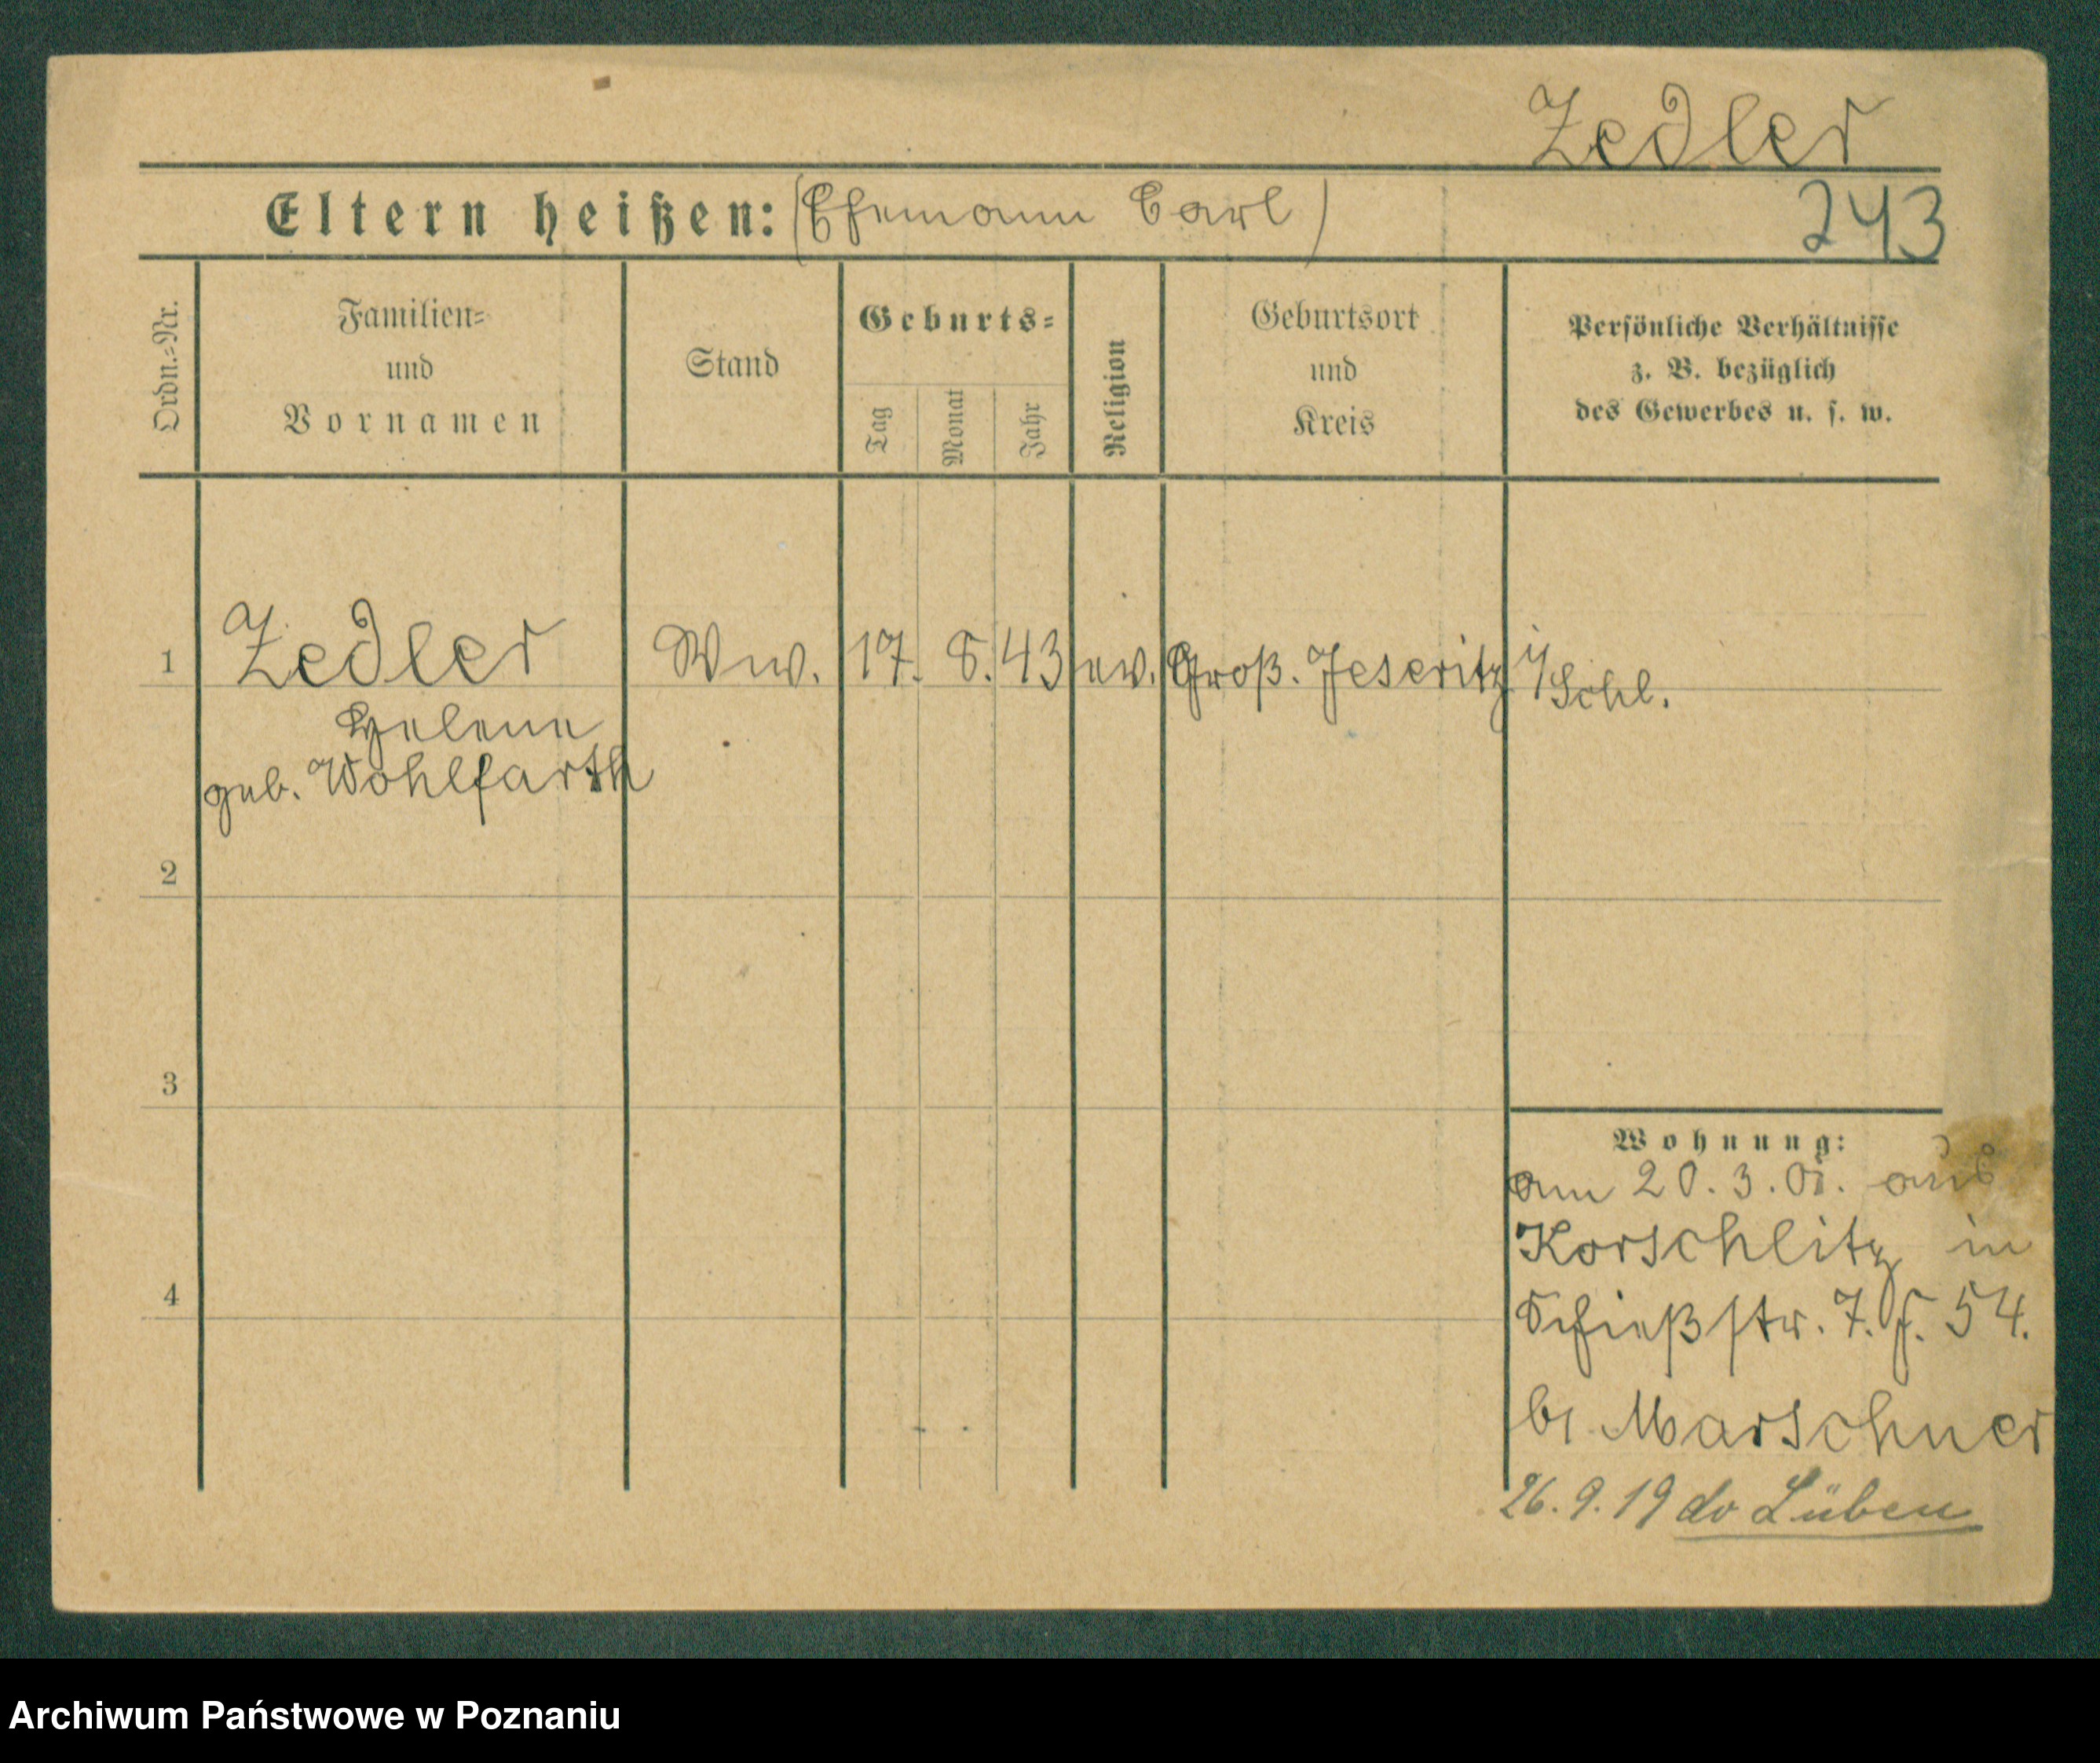 Zedler
Eltern heißen: (Ehemann Carl)
243
Ordn.=Nr.
Familien=
und
Vornamen
Stand
Geburts=
Tag
Monat
Jahr
Religion
Geburtsort
und
Kreis
Persönliche Verhältnisse
z. B. bezüglich
des Gewerbes u. s. w.
1 Zedler Ww. 17. 8. 43 ev. Groß. Jeseritz i/Schl.
Helene
geb. Wohlfarth
2
3
4
Wohnung:
am 20. 3. 01. aus
Korschlitz in
Schießstr. 7. J. 54.
bei Marschner
26. 9. 19 do Lüben
Archiwum Państwowe w Poznaniu